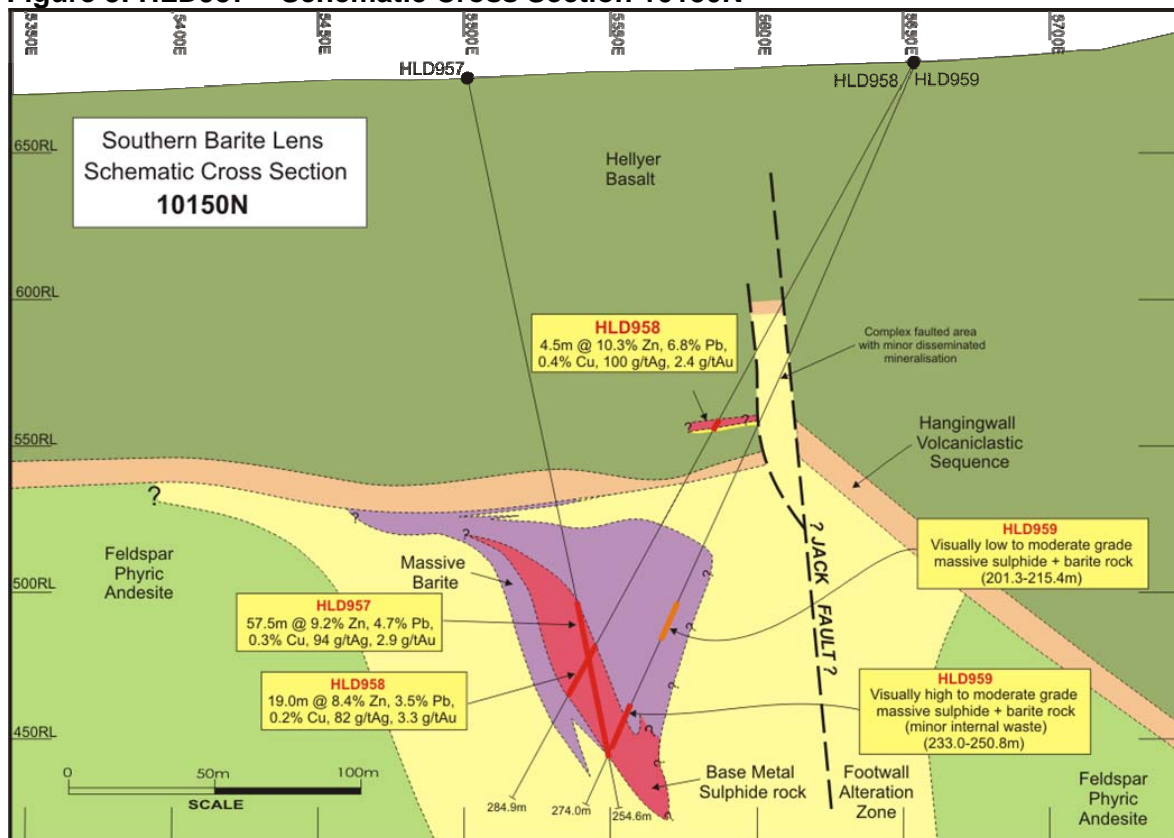 Figure 3: HLD957 – Schematic Cross Section 10150N
5350E
5400E
5450E
5500E
5550E
5600E
5650E
5700E
HLD957
HLD958
HLD959
Southern Barite Lens
Schematic Cross Section
10150N
650RL
600RL
550RL
500RL
450RL
Hellyer
Basalt
HLD958
4.5m @ 10.3% Zn, 6.8% Pb,
0.4% Cu, 100 g/tAg, 2.4 g/tAu
Complex faulted area
with minor disseminated
mineralisation
?
?
Hangingwall
Volcaniclastic
Sequence
?
?
?
Feldspar
Phyric
Andesite
Massive
Barite
HLD959
Visually low to moderate grade
massive sulphide + barite rock
(201.3-215.4m)
? JACK FAULT ?
?
?
?
?
?
?
HLD957
57.5m @ 9.2% Zn, 4.7% Pb,
0.3% Cu, 94 g/tAg, 2.9 g/tAu
HLD958
19.0m @ 8.4% Zn, 3.5% Pb,
0.2% Cu, 82 g/tAg, 3.3 g/tAu
HLD959
Visually high to moderate grade
massive sulphide + barite rock
(minor internal waste)
(233.0-250.8m)
0
50m
100m
SCALE
284.9m
274.0m
254.6m
Base Metal
Sulphide rock
Footwall
Alteration
Zone
Feldspar
Phyric
Andesite